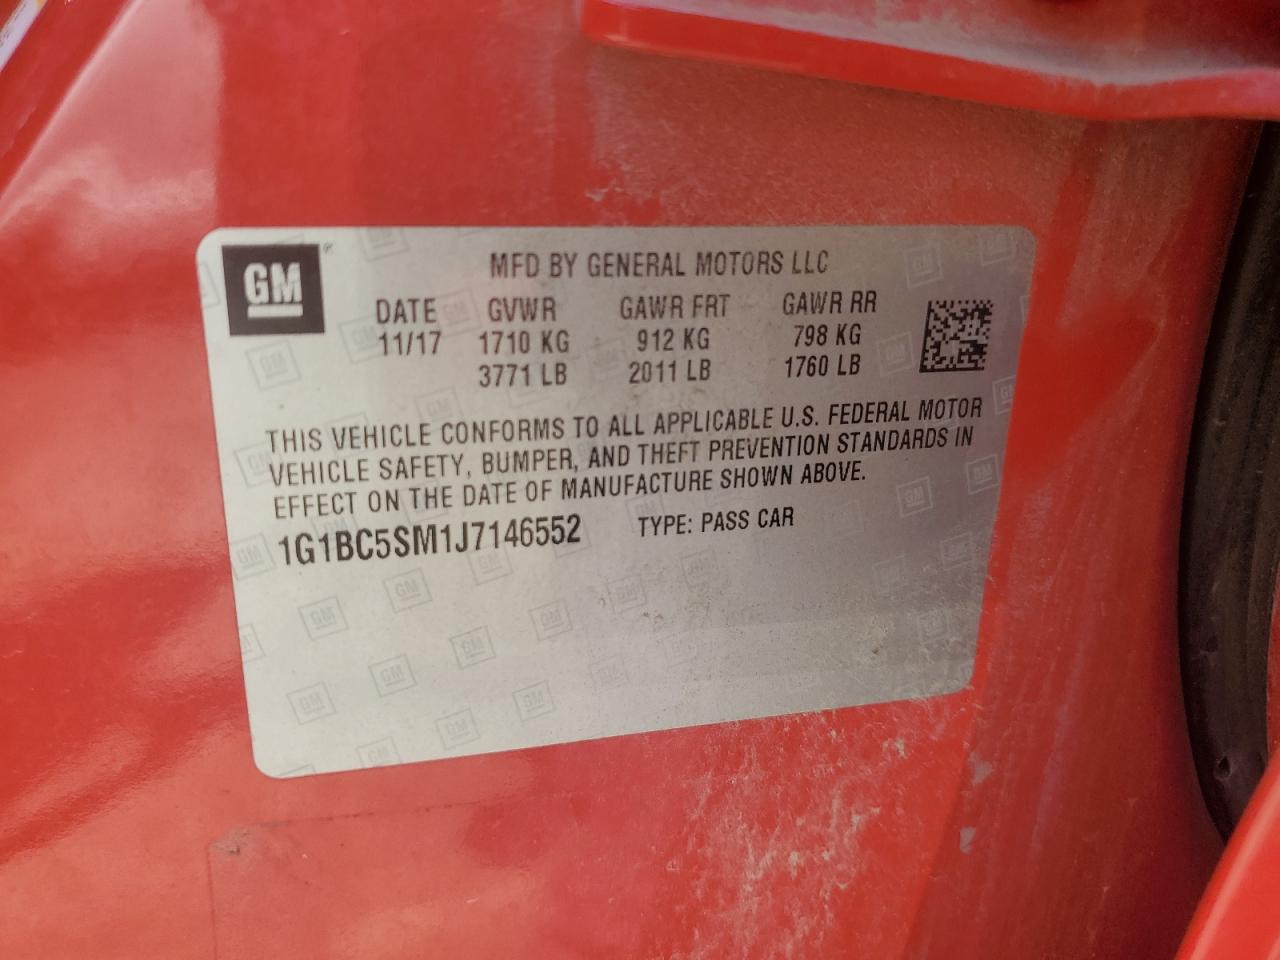 GM
MFD BY GENERAL MOTORS LLC
DATE GVWR GAWR FRT GAWR RR
11/17 1710 KG 912 KG 798 KG
3771 LB 2011 LB 1760 LB
THIS VEHICLE CONFORMS TO ALL APPLICABLE U.S. FEDERAL MOTOR
VEHICLE SAFETY, BUMPER, AND THEFT PREVENTION STANDARDS IN
EFFECT ON THE DATE OF MANUFACTURE SHOWN ABOVE.
1G1BC5SM1J7146552 TYPE: PASS CAR